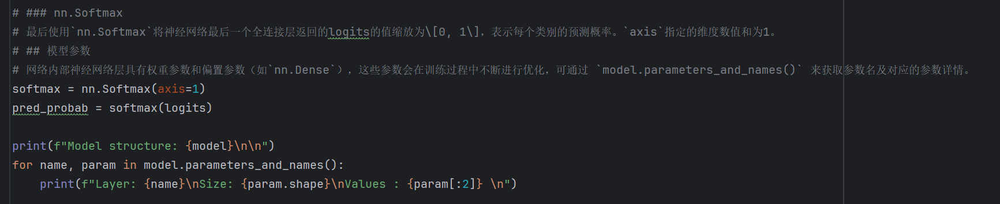 # ### nn.Softmax
# 最后使用`nn.Softmax`将神经网络最后一个全连接层返回的logits的值缩放为\[0, 1\]，表示每个类别的预测概率。`axis`指定的维度数值和为1。
# ## 模型参数
# 网络内部神经网络层具有权重参数和偏置参数（如`nn.Dense`），这些参数会在训练过程中不断进行优化，可通过 `model.parameters_and_names()` 来获取参数名及对应的参数详情。
softmax = nn.Softmax(axis=1)
pred_probab = softmax(logits)
print(f"Model structure: {model}\n\n")
for name, param in model.parameters_and_names():
    print(f"Layer: {name}\nSize: {param.shape}\nValues : {param[:2]} \n")